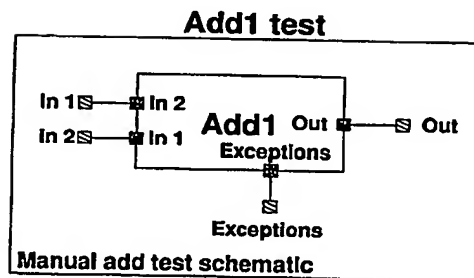 Add1 test
In 1 In 2
Add1 Out Out
In 2 In 1
Exceptions
Exceptions
Manual add test schematic